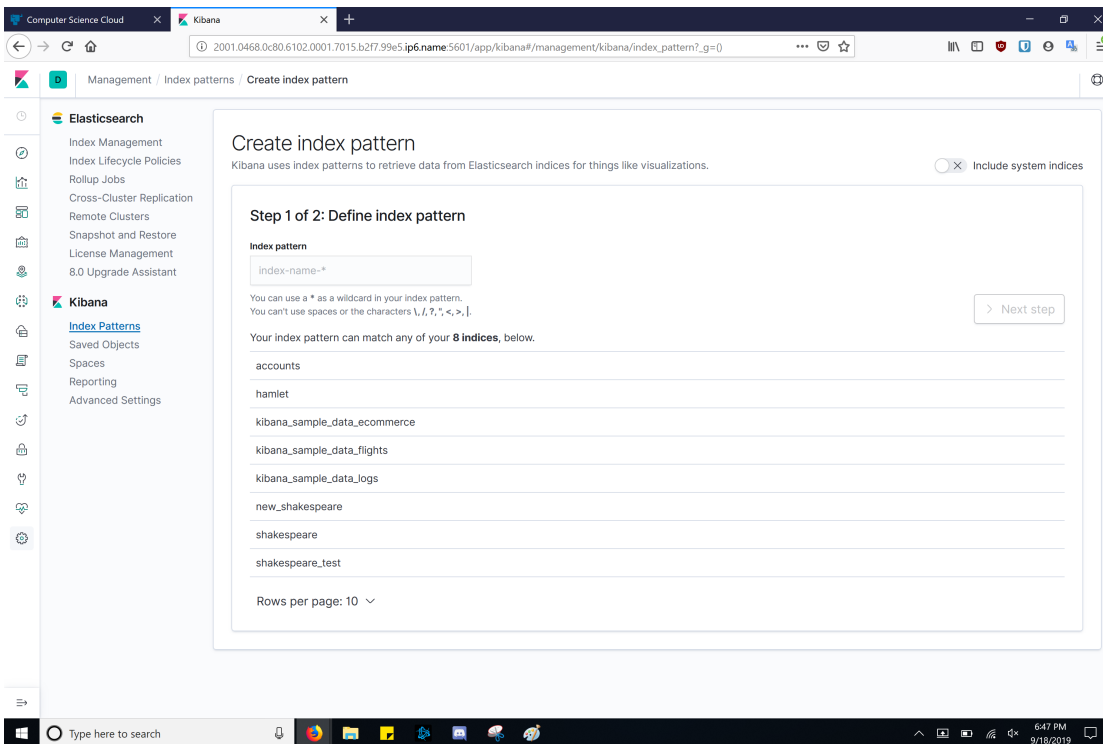 Computer Science Cloud
Kibana
2001.0468.0c80.6102.0001.7015.b2f7.99e5.ip6.name:5601/app/kibana#/management/kibana/index_pattern?_g=()
D
Management / Index patterns / Create index pattern
Elasticsearch
Index Management
Index Lifecycle Policies
Rollup Jobs
Cross-Cluster Replication
Remote Clusters
Snapshot and Restore
License Management
8.0 Upgrade Assistant
Kibana
Index Patterns
Saved Objects
Spaces
Reporting
Advanced Settings
Create index pattern
Kibana uses index patterns to retrieve data from Elasticsearch indices for things like visualizations.
Include system indices
Step 1 of 2: Define index pattern
Index pattern
index-name-*
You can use a * as a wildcard in your index pattern.
You can't use spaces or the characters \, /, ?, ", <, >, |.
Next step
Your index pattern can match any of your 8 indices, below.
accounts
hamlet
kibana_sample_data_ecommerce
kibana_sample_data_flights
kibana_sample_data_logs
new_shakespeare
shakespeare
shakespeare_test
Rows per page: 10
Type here to search
6:47 PM
9/18/2019